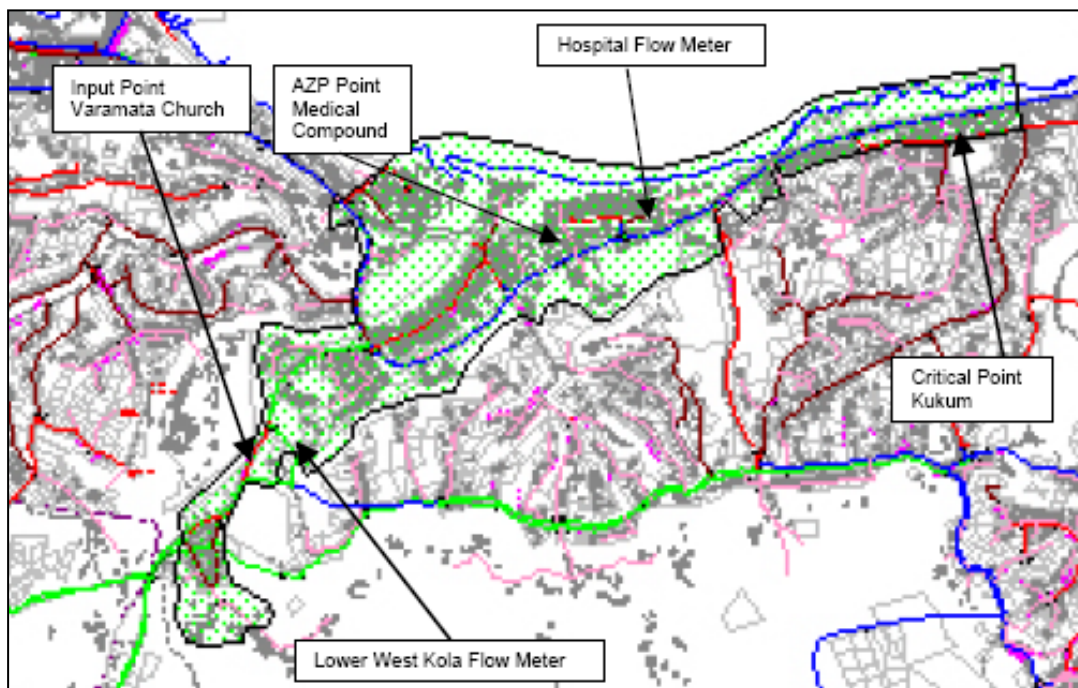 Hospital Flow Meter
Input Point
Varamata Church
AZP Point
Medical
Compound
Critical Point
Kukum
Lower West Kola Flow Meter